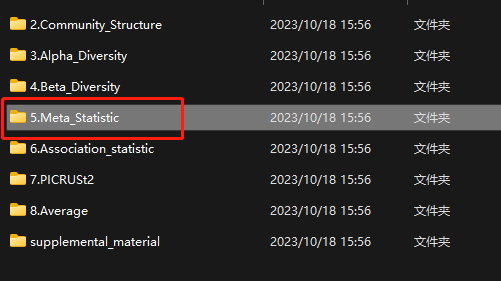 2.Community_Structure 2023/10/18 15:56 文件夹
3.Alpha_Diversity 2023/10/18 15:56 文件夹
4.Beta_Diversity 2023/10/18 15:56 文件夹
5.Meta_Statistic 2023/10/18 15:56 文件夹
6.Association_statistic 2023/10/18 15:56 文件夹
7.PICRUSt2 2023/10/18 15:56 文件夹
8.Average 2023/10/18 15:56 文件夹
supplemental_material 2023/10/18 15:56 文件夹